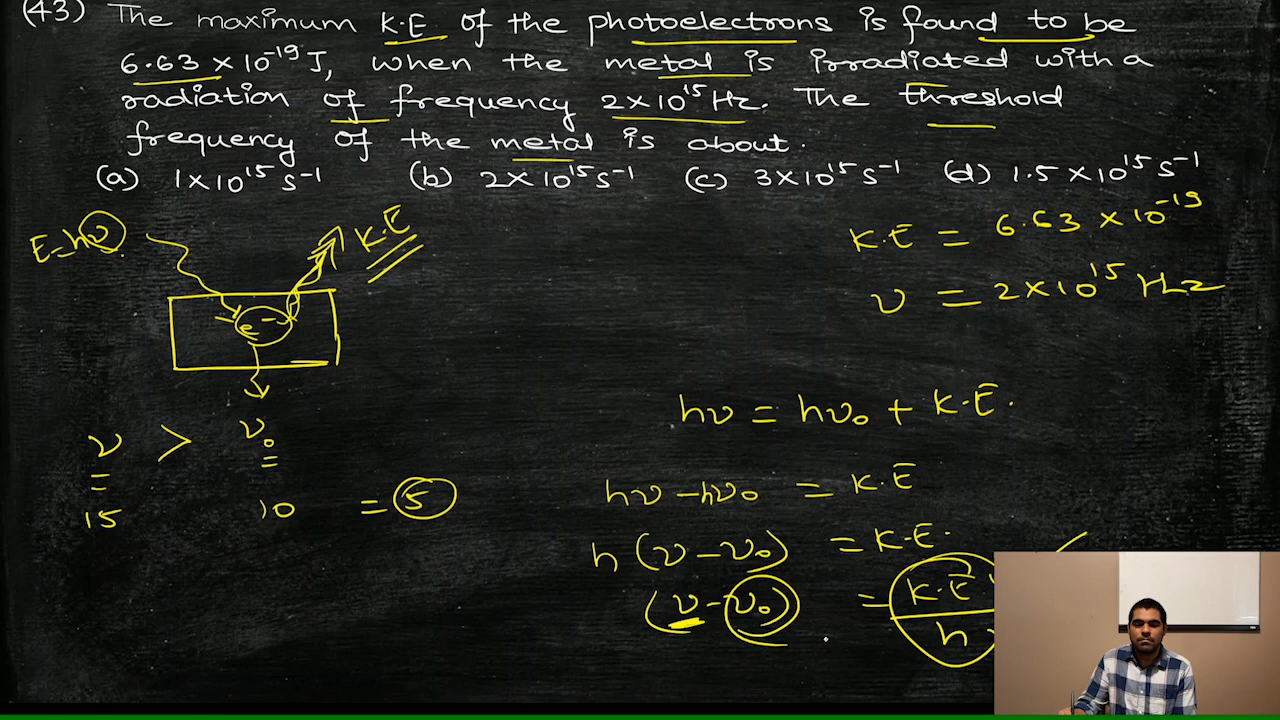 (43) The maximum K.E of the photoelectrons is found to be
6.63 × 10⁻¹⁹ J, when the metal is irradiated with a
radiation of frequency 2×10¹⁵ Hz. The threshold
frequency of the metal is about.
(a) 1×10¹⁵ s⁻¹ (b) 2×10¹⁵ s⁻¹ (c) 3×10¹⁵ s⁻¹ (d) 1.5×10¹⁵ s⁻¹
E=hν
K.E
K.E = 6.63 × 10⁻¹⁹
ν = 2×10¹⁵ Hz
e⁻
hν = hν₀ + K.E.
ν > ν₀
15 10 = 5
hν - hν₀ = K.E
h(ν - ν₀) = K.E.
(ν - ν₀) = K.E
h